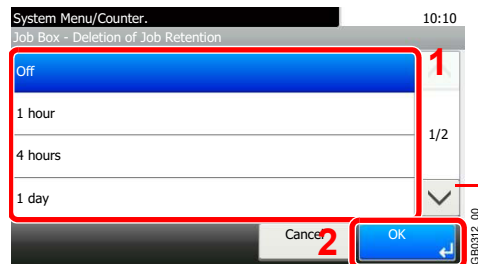 System Menu/Counter. 10:10
Job Box - Deletion of Job Retention
Off
1
1 hour
1/2
4 hours
1 day
Cancel
2
OK
GB0312_00